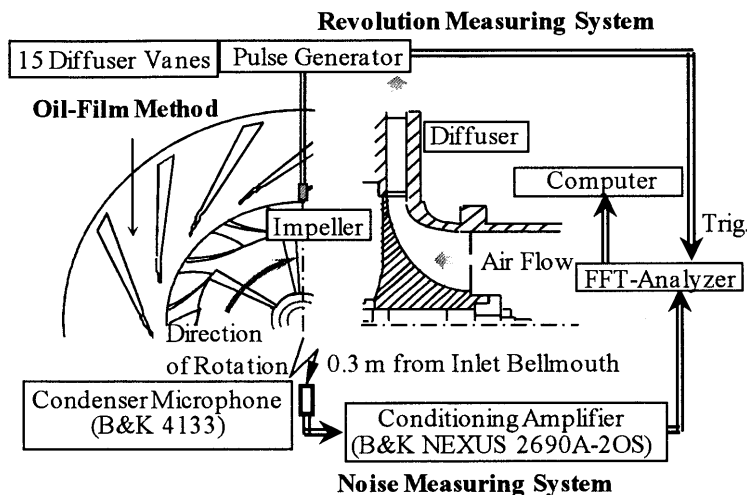 Revolution Measuring System
15 Diffuser Vanes
Pulse Generator
Oil-Film Method
Diffuser
Computer
Impeller
Trig.
Air Flow
FFT-Analyzer
Direction
of Rotation
0.3 m from Inlet Bellmouth
Condenser Microphone
(B&K 4133)
Conditioning Amplifier
(B&K NEXUS 2690A-2OS)
Noise Measuring System